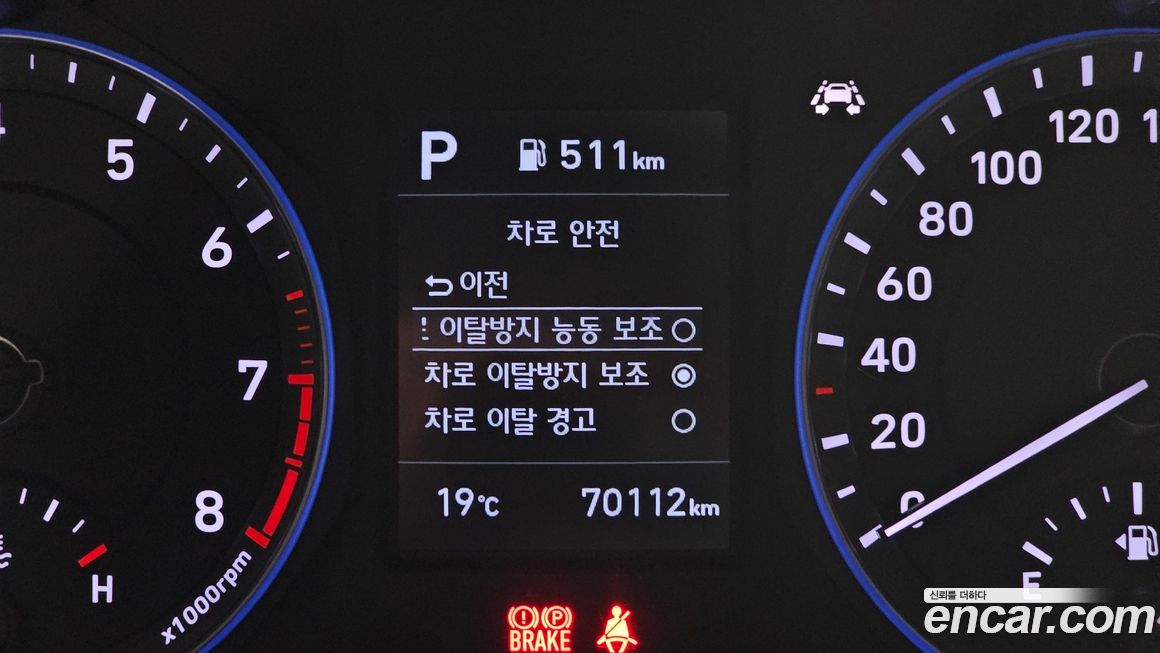 5
6
7
8
H
x1000rpm
P
511km
차로 안전
이전
이탈방지 능동 보조
차로 이탈방지 보조
차로 이탈 경고
19℃
70112km
P
BRAKE
120
100
80
60
40
20
0
E
신뢰를 더하다
encar.com